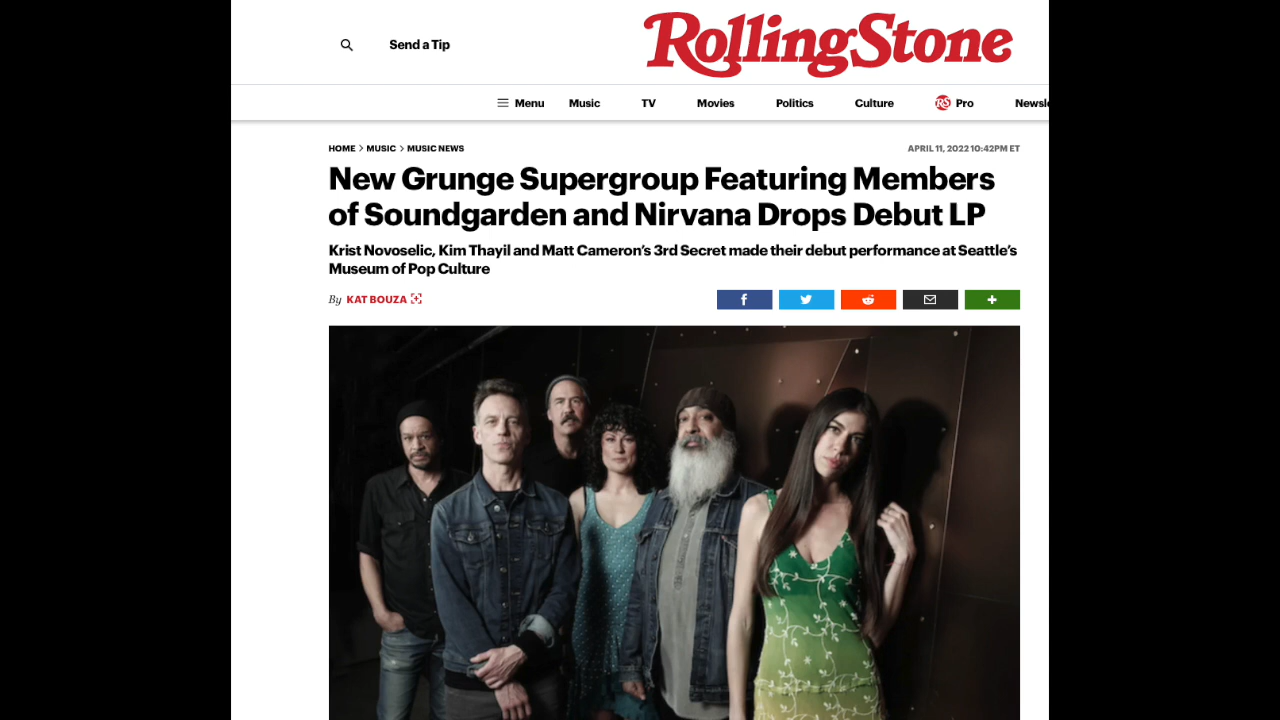 Send a Tip
RollingStone
Menu Music TV Movies Politics Culture RS Pro Newsle
HOME > MUSIC > MUSIC NEWS
APRIL 11, 2022 10:42PM ET
New Grunge Supergroup Featuring Members
of Soundgarden and Nirvana Drops Debut LP
Krist Novoselic, Kim Thayil and Matt Cameron’s 3rd Secret made their debut performance at Seattle’s
Museum of Pop Culture
By KAT BOUZA